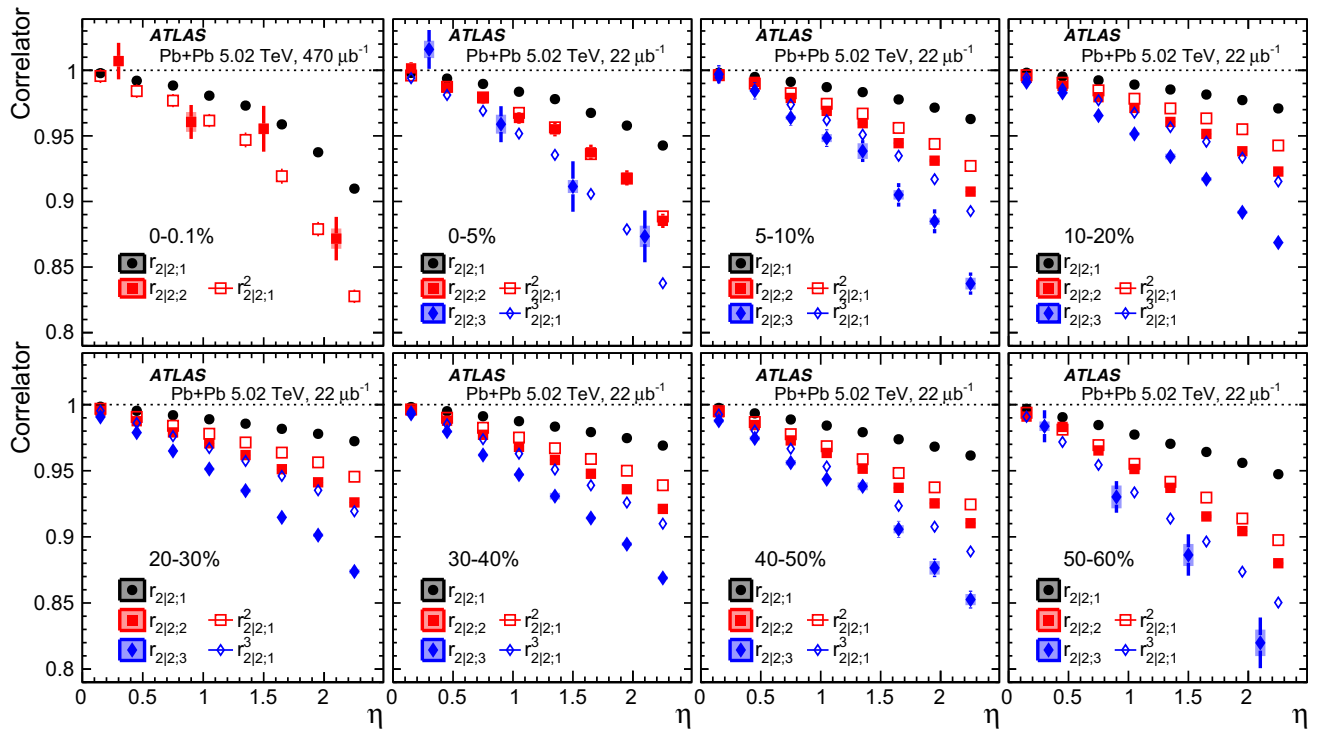 Correlator
ATLAS
Pb+Pb 5.02 TeV, 470 μb⁻¹
1
0.95
0.9
0.85
0.8
0-0.1%
r2|2;1
r2|2;2 r²2|2;1
ATLAS
Pb+Pb 5.02 TeV, 22 μb⁻¹
0-5%
r2|2;1
r2|2;2 r²2|2;1
r2|2;3 r³2|2;1
ATLAS
Pb+Pb 5.02 TeV, 22 μb⁻¹
5-10%
r2|2;1
r2|2;2 r²2|2;1
r2|2;3 r³2|2;1
ATLAS
Pb+Pb 5.02 TeV, 22 μb⁻¹
10-20%
r2|2;1
r2|2;2 r²2|2;1
r2|2;3 r³2|2;1
Correlator
ATLAS
Pb+Pb 5.02 TeV, 22 μb⁻¹
1
0.95
0.9
0.85
0.8
20-30%
r2|2;1
r2|2;2 r²2|2;1
r2|2;3 r³2|2;1
0 0.5 1 1.5 2
η
ATLAS
Pb+Pb 5.02 TeV, 22 μb⁻¹
30-40%
r2|2;1
r2|2;2 r²2|2;1
r2|2;3 r³2|2;1
0 0.5 1 1.5 2
η
ATLAS
Pb+Pb 5.02 TeV, 22 μb⁻¹
40-50%
r2|2;1
r2|2;2 r²2|2;1
r2|2;3 r³2|2;1
0 0.5 1 1.5 2
η
ATLAS
Pb+Pb 5.02 TeV, 22 μb⁻¹
50-60%
r2|2;1
r2|2;2 r²2|2;1
r2|2;3 r³2|2;1
0 0.5 1 1.5 2
η